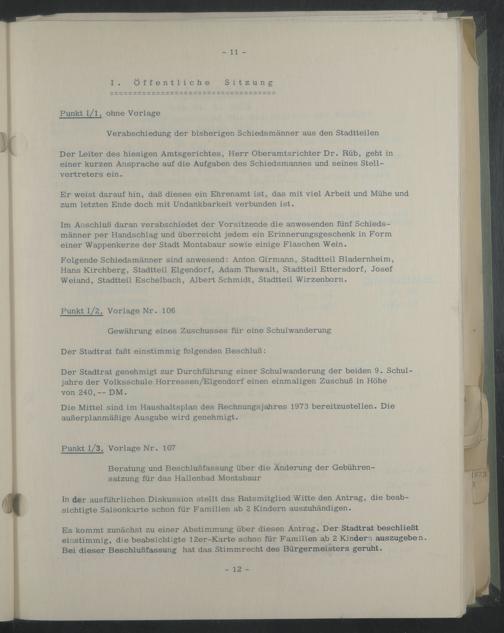 - 11 -
I. Öffentliche Sitzung
Punkt I/1, ohne Vorlage
Verabschiedung der bisherigen Schiedsmänner aus den Stadtteilen
Der Leiter des hiesigen Amtsgerichtes, Herr Oberamtsrichter Dr. Rüb, geht in
einer kurzen Ansprache auf die Aufgaben des Schiedsmannes und seines Stell-
vertreters ein.
Er weist darauf hin, daß dieses ein Ehrenamt ist, das mit viel Arbeit und Mühe und
zum letzten Ende doch mit Undankbarkeit verbunden ist.
Im Anschluß daran verabschiedet der Vorsitzende die anwesenden fünf Schieds-
männer per Handschlag und überreicht jedem ein Erinnerungsgeschenk in Form
einer Wappenkerze der Stadt Montabaur sowie einige Flaschen Wein.
Folgende Schiedsmänner sind anwesend: Anton Girmann, Stadtteil Bladernheim,
Hans Kirchberg, Stadtteil Elgendorf, Adam Thewalt, Stadtteil Ettersdorf, Josef
Weiand, Stadtteil Eschelbach, Albert Schmidt, Stadtteil Wirzenborn.
Punkt I/2, Vorlage Nr. 106
Gewährung eines Zuschusses für eine Schulwanderung
Der Stadtrat faßt einstimmig folgenden Beschluß:
Der Stadtrat genehmigt zur Durchführung einer Schulwanderung der beiden 9. Schul-
jahre der Volksschule Horressen/Elgendorf einen einmaligen Zuschuß in Höhe
von 240,-- DM.
Die Mittel sind im Haushaltsplan des Rechnungsjahres 1973 bereitzustellen. Die
außerplanmäßige Ausgabe wird genehmigt.
Punkt I/3, Vorlage Nr. 107
Beratung und Beschlußfassung über die Änderung der Gebühren-
satzung für das Hallenbad Montabaur
In der ausführlichen Diskussion stellt das Ratsmitglied Witte den Antrag, die beab-
sichtigte Saisonkarte schon für Familien ab 2 Kindern auszuhändigen.
Es kommt zunächst zu einer Abstimmung über diesen Antrag. Der Stadtrat beschließt
einstimmig, die beabsichtigte 12er-Karte schon für Familien ab 2 Kindern auszugeben.
Bei dieser Beschlußfassung hat das Stimmrecht des Bürgermeisters geruht.
- 12 -